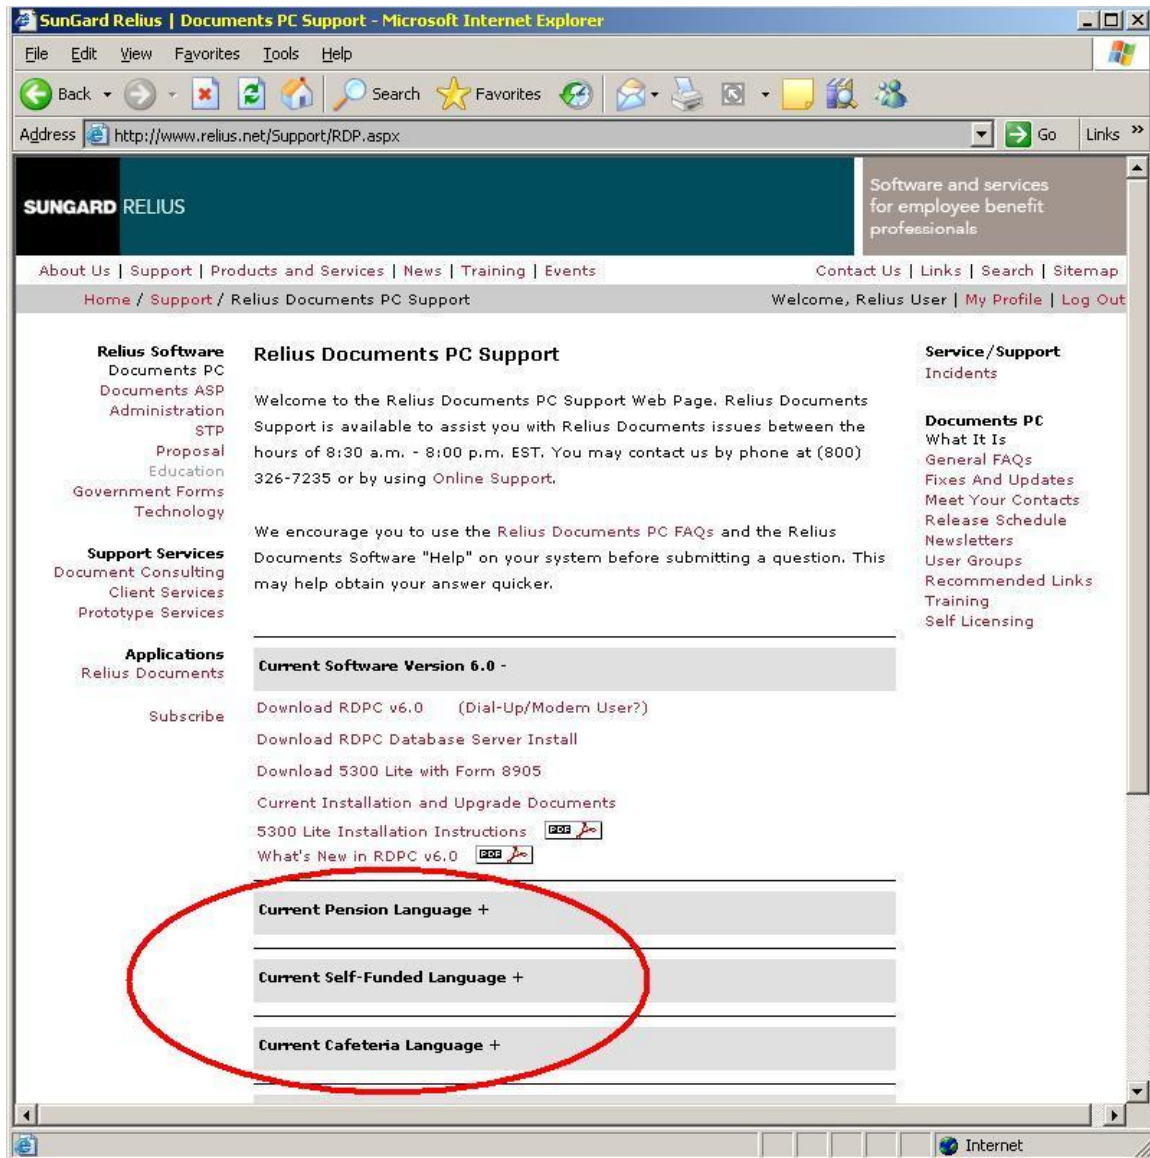 SunGard Relius | Documents PC Support - Microsoft Internet Explorer
File Edit View Favorites Tools Help
Back Search Favorites
Address http://www.relius.net/Support/RDP.aspx Go Links »
SUNGARD RELIUS
Software and services
for employee benefit
professionals
About Us | Support | Products and Services | News | Training | Events
Contact Us | Links | Search | Sitemap
Home / Support / Relius Documents PC Support
Welcome, Relius User | My Profile | Log Out
Relius Software
Documents PC
Documents ASP
Administration
STP
Proposal
Education
Government Forms
Technology
Support Services
Document Consulting
Client Services
Prototype Services
Applications
Relius Documents
Subscribe
Relius Documents PC Support
Welcome to the Relius Documents PC Support Web Page. Relius Documents
Support is available to assist you with Relius Documents issues between the
hours of 8:30 a.m. - 8:00 p.m. EST. You may contact us by phone at (800)
326-7235 or by using Online Support.
We encourage you to use the Relius Documents PC FAQs and the Relius
Documents Software "Help" on your system before submitting a question. This
may help obtain your answer quicker.
Current Software Version 6.0 -
Download RDPC v6.0 (Dial-Up/Modem User?)
Download RDPC Database Server Install
Download 5300 Lite with Form 8905
Current Installation and Upgrade Documents
5300 Lite Installation Instructions PDF
What's New in RDPC v6.0 PDF
Current Pension Language +
Current Self-Funded Language +
Current Cafeteria Language +
Service/Support
Incidents
Documents PC
What It Is
General FAQs
Fixes And Updates
Meet Your Contacts
Release Schedule
Newsletters
User Groups
Recommended Links
Training
Self Licensing
Internet